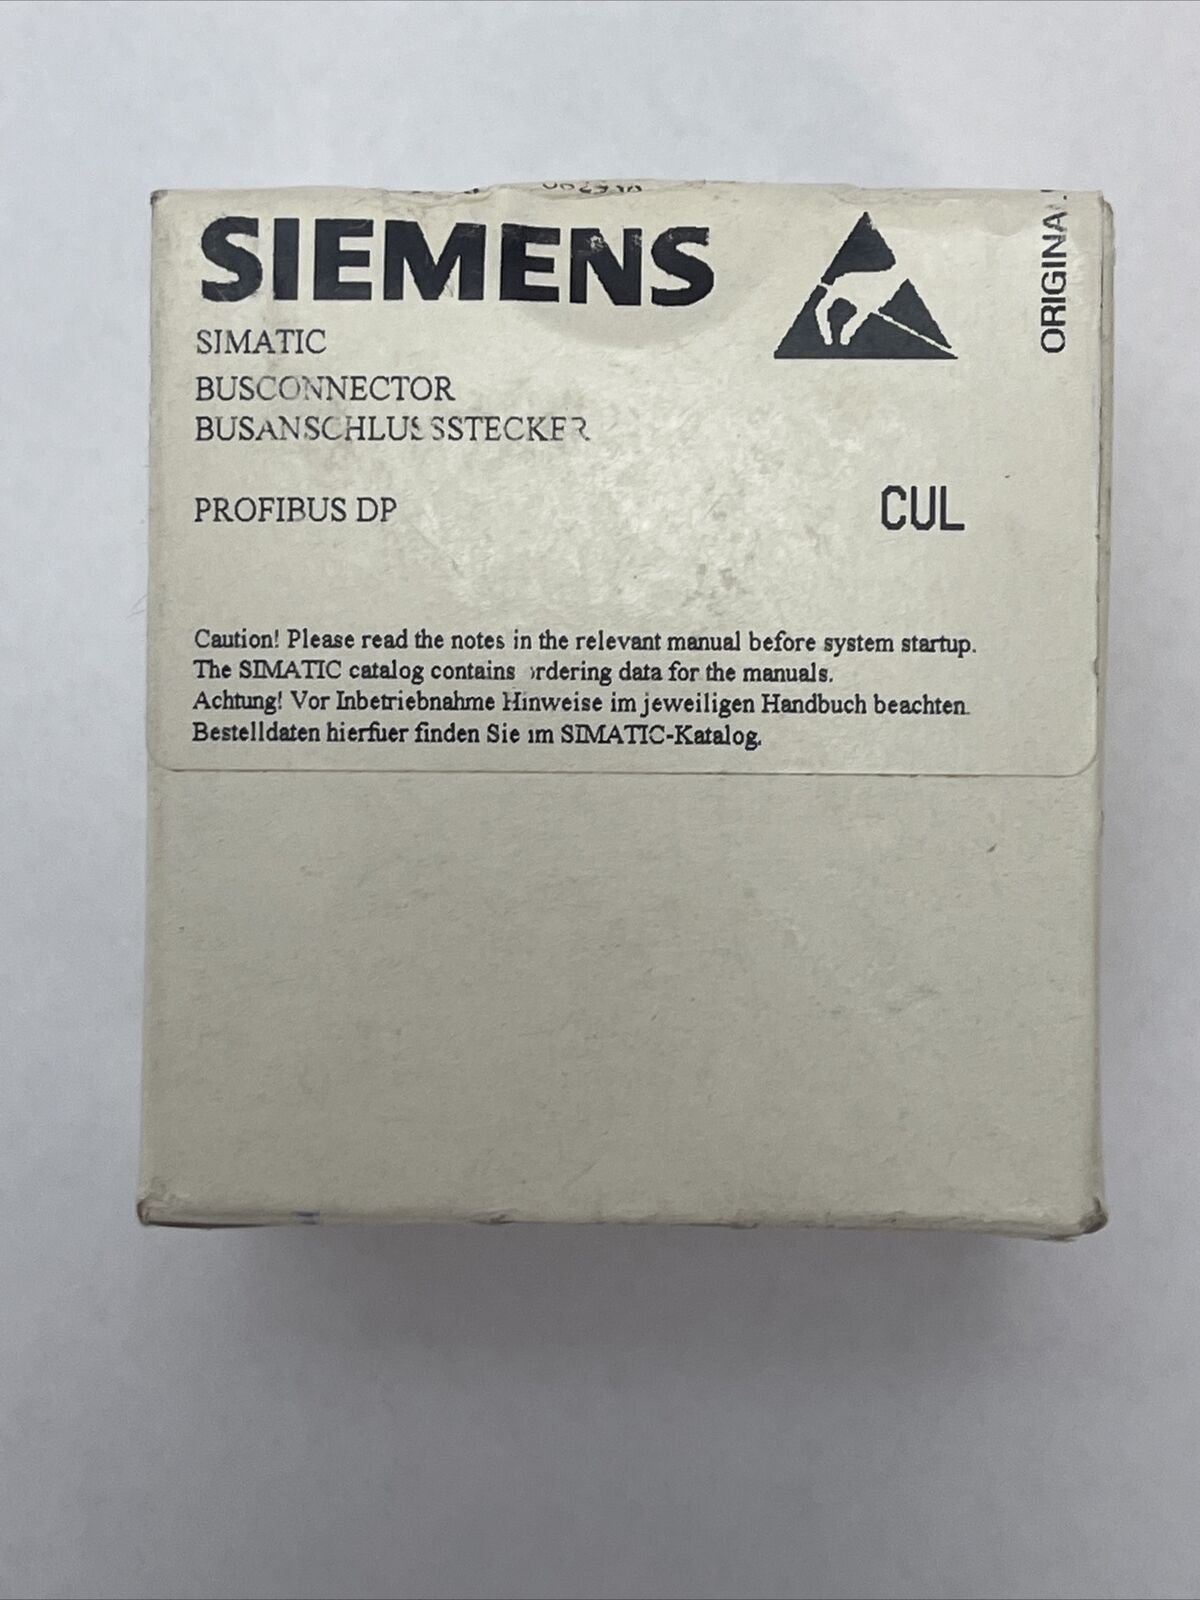 SIEMENS
SIMATIC
BUSCONNECTOR
BUSANSCHLUSSSTECKER
PROFIBUS DP
CUL
ORIGINAL
Caution! Please read the notes in the relevant manual before system startup.
The SIMATIC catalog contains ordering data for the manuals.
Achtung! Vor Inbetriebnahme Hinweise im jeweiligen Handbuch beachten.
Bestelldaten hierfuer finden Sie im SIMATIC-Katalog.